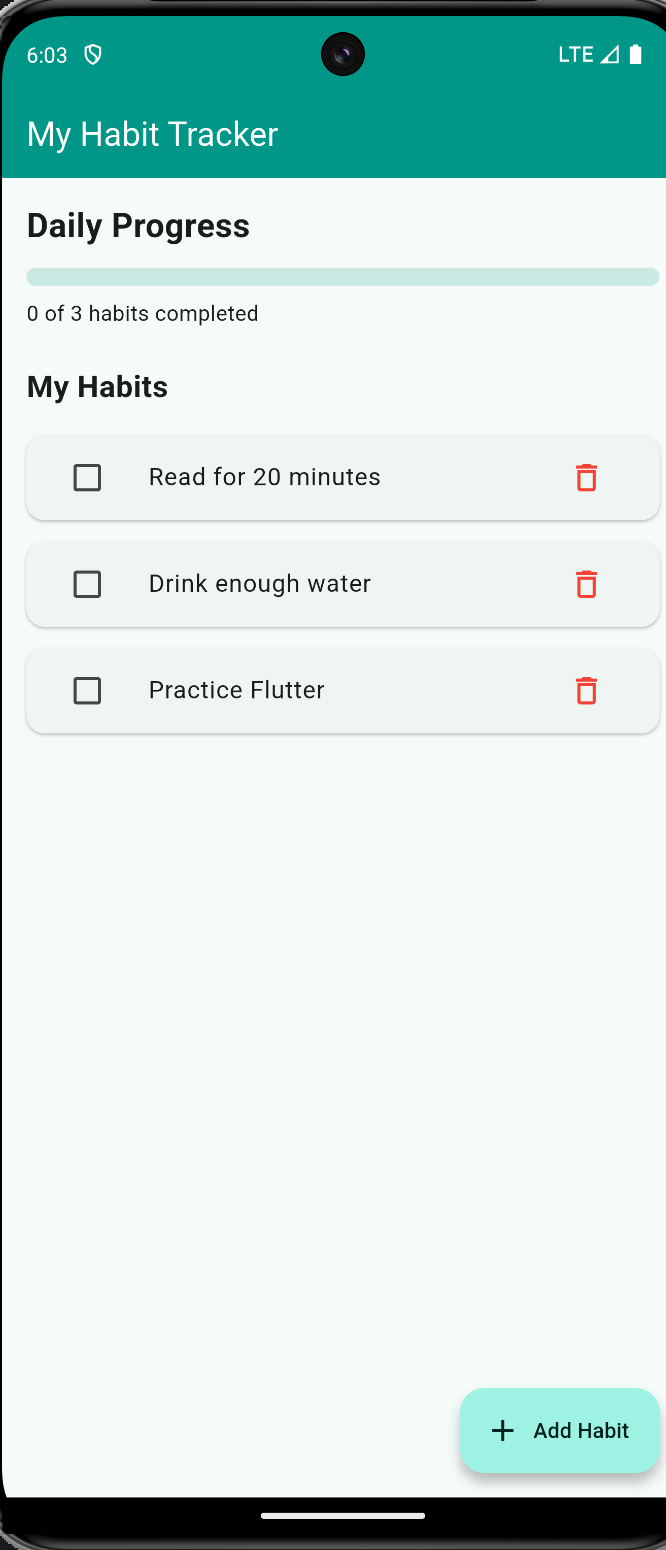 6:03 LTE
My Habit Tracker
Daily Progress
0 of 3 habits completed
My Habits
Read for 20 minutes
Drink enough water
Practice Flutter
Add Habit